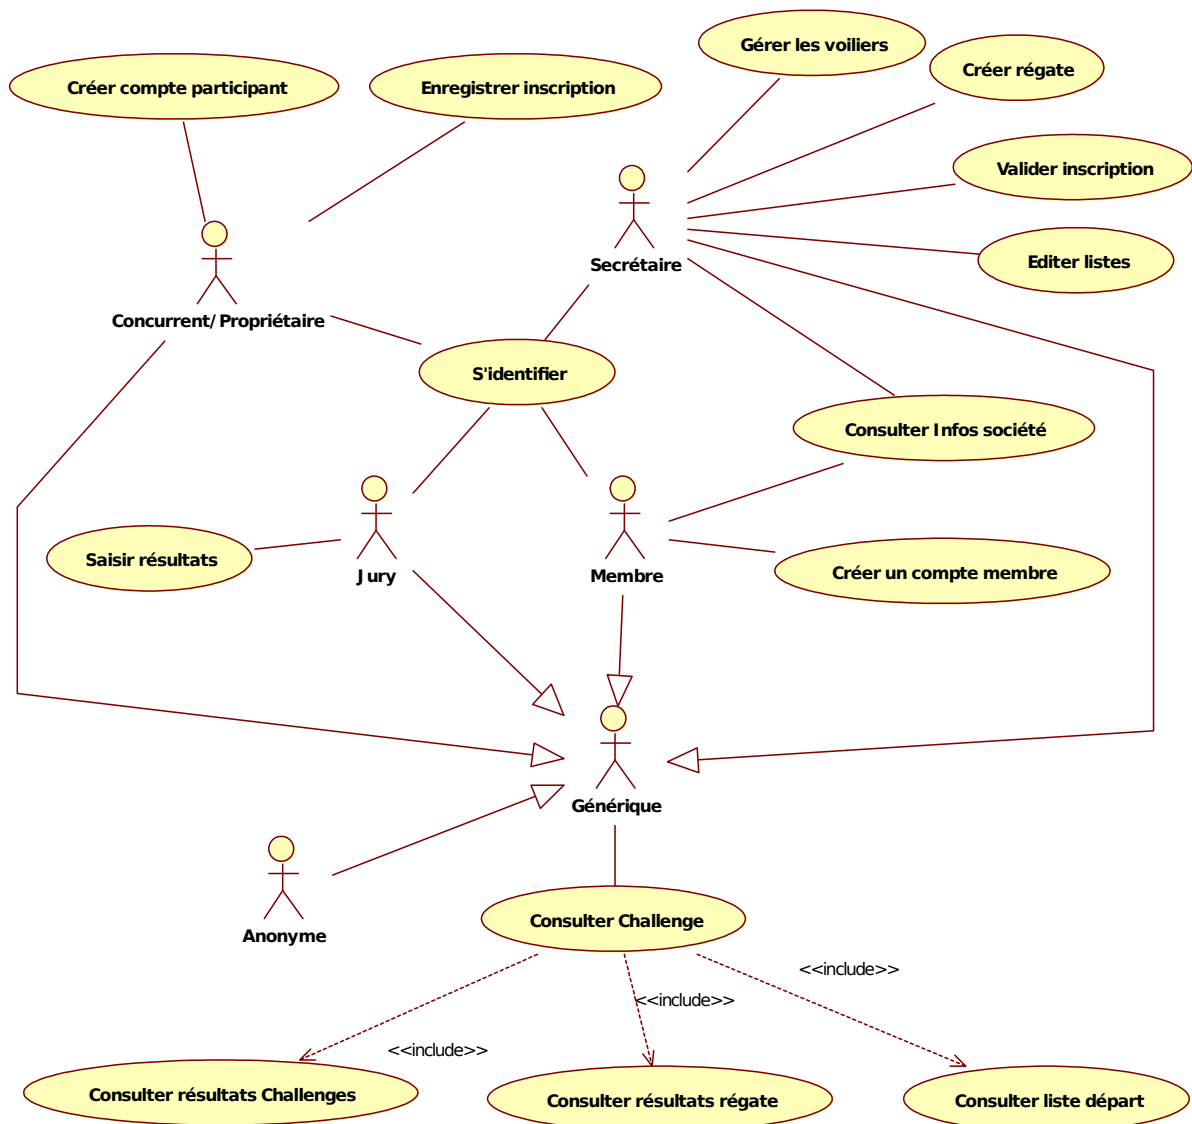 Gérer les voiliers
Créer régate
Créer compte participant
Enregistrer inscription
Valider inscription
Secrétaire
Editer listes
Concurrent/Propriétaire
S'identifier
Consulter Infos société
Saisir résultats
Jury
Membre
Créer un compte membre
Générique
Anonyme
Consulter Challenge
<<include>>
<<include>>
<<include>>
Consulter résultats Challenges
Consulter résultats régate
Consulter liste départ